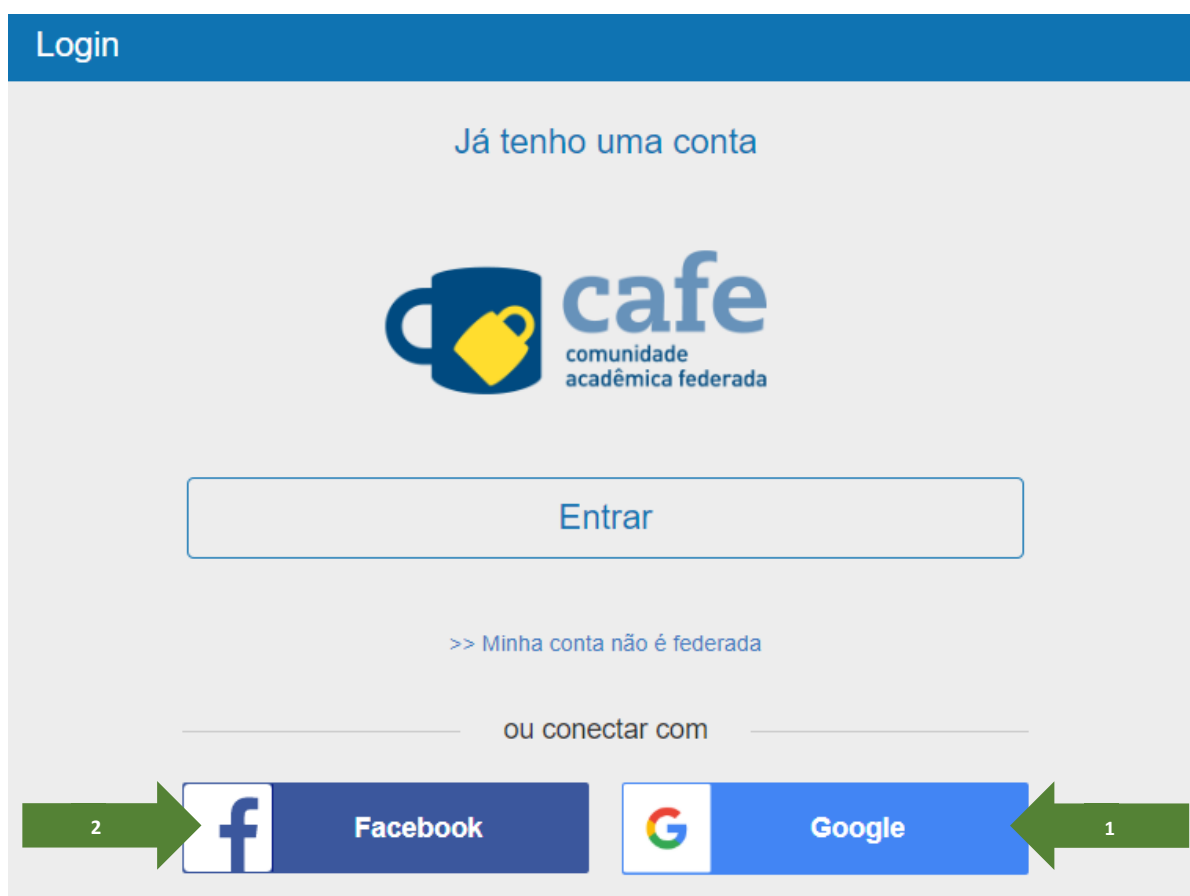 Login
Já tenho uma conta
cafe
comunidade
acadêmica federada
Entrar
>> Minha conta não é federada
ou conectar com
2
Facebook
Google
1